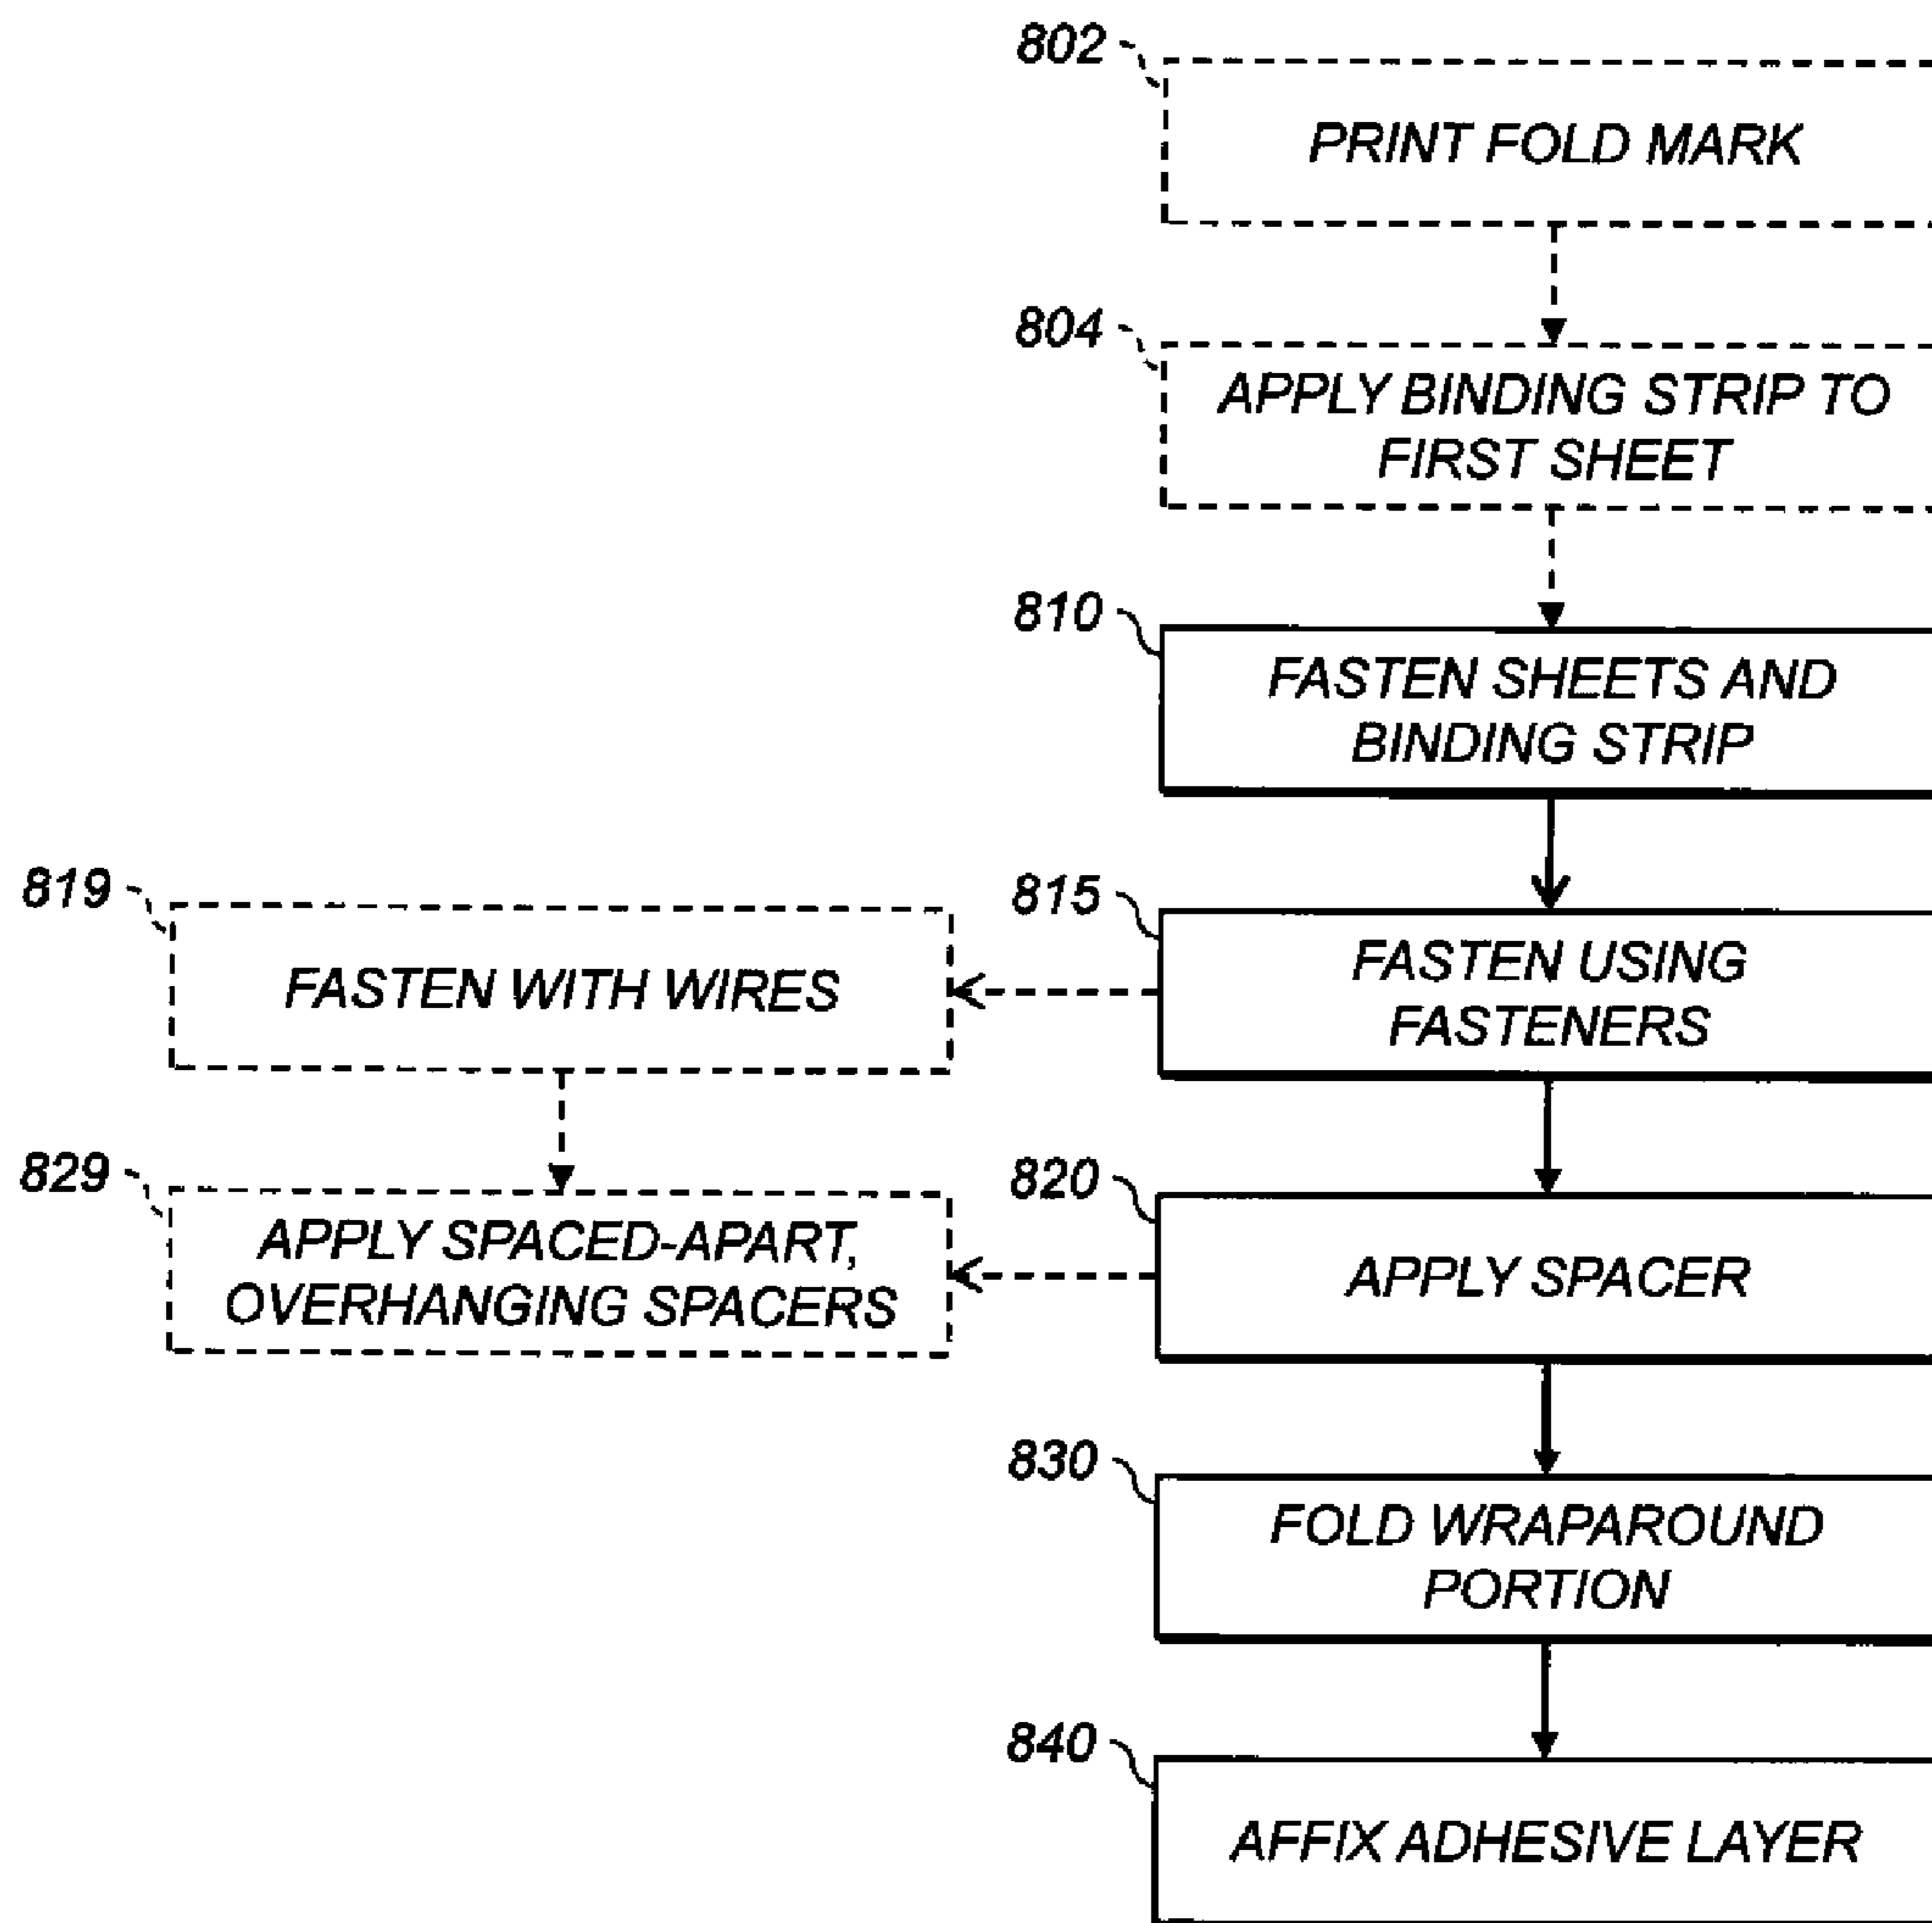 802
PRINT FOLD MARK
804
APPLY BINDING STRIP TO
FIRST SHEET
810
FASTEN SHEETS AND
BINDING STRIP
819
FASTEN WITH WIRES
815
FASTEN USING
FASTENERS
829
APPLY SPACED-APART,
OVERHANGING SPACERS
820
APPLY SPACER
830
FOLD WRAPAROUND
PORTION
840
AFFIX ADHESIVE LAYER